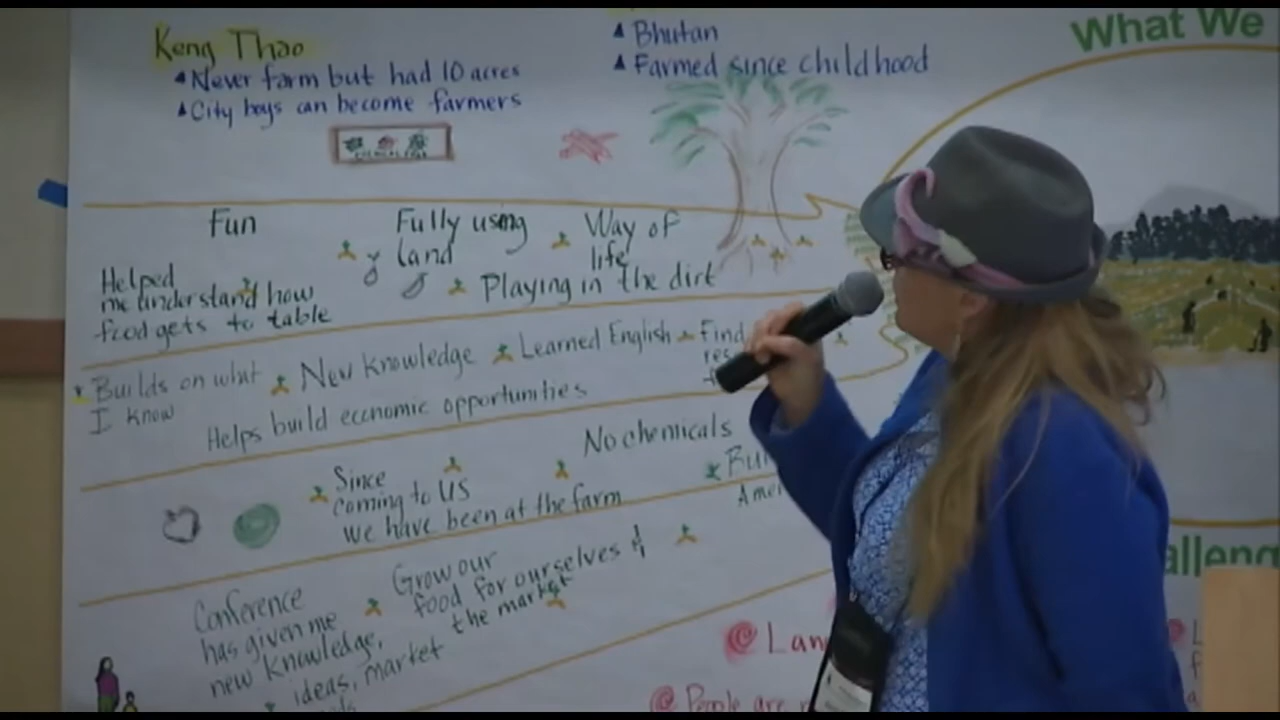 Keng Thao
Never farm but had 10 acres
City boys can become farmers
Bhutan
Farmed since childhood
What We
Fun
Fully using
land
Way of
life
Playing in the dirt
Helped
me understand how
food gets to table
Builds on what
I know
New Knowledge
Learned English
Find
Helps build economic opportunities
Since
coming to US
we have been at the farm
No chemicals
Conference
has given me
new knowledge,
ideas, market
Grow our
food for ourselves &
the market
People are